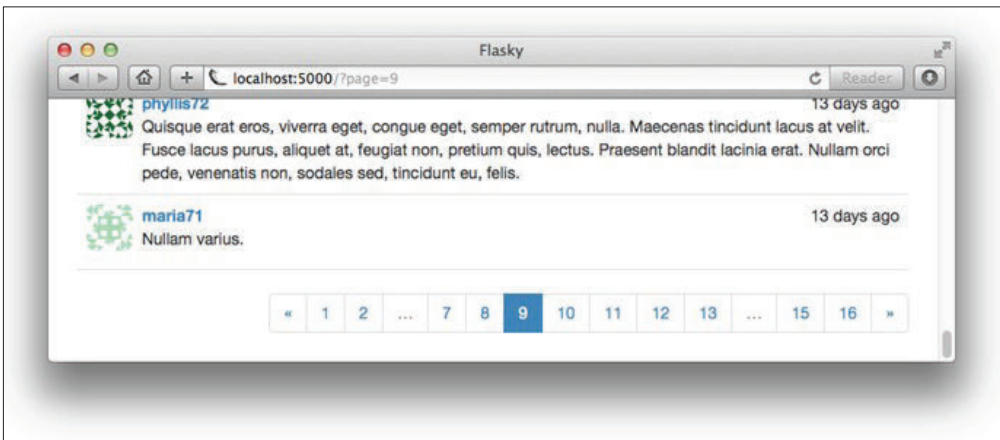 Flasky
localhost:5000/?page=9
Reader
phyllis72
13 days ago
Quisque erat eros, viverra eget, congue eget, semper rutrum, nulla. Maecenas tincidunt lacus at velit.
Fusce lacus purus, aliquet at, feugiat non, pretium quis, lectus. Praesent blandit lacinia erat. Nullam orci
pede, venenatis non, sodales sed, tincidunt eu, felis.
maria71
13 days ago
Nullam varius.
« 1 2 ... 7 8 9 10 11 12 13 ... 15 16 »